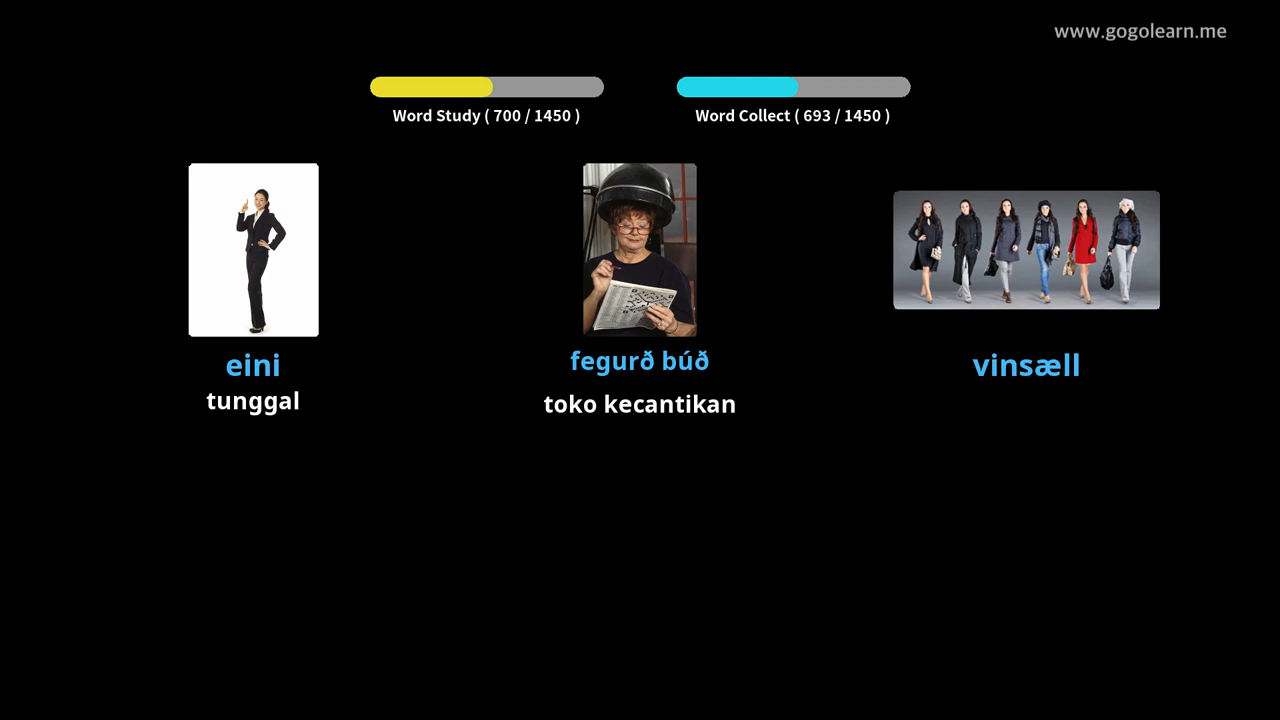 www.gogolearn.me
Word Study ( 700 / 1450 )
Word Collect ( 693 / 1450 )
eini
tunggal
fegurð búð
toko kecantikan
vinsæll